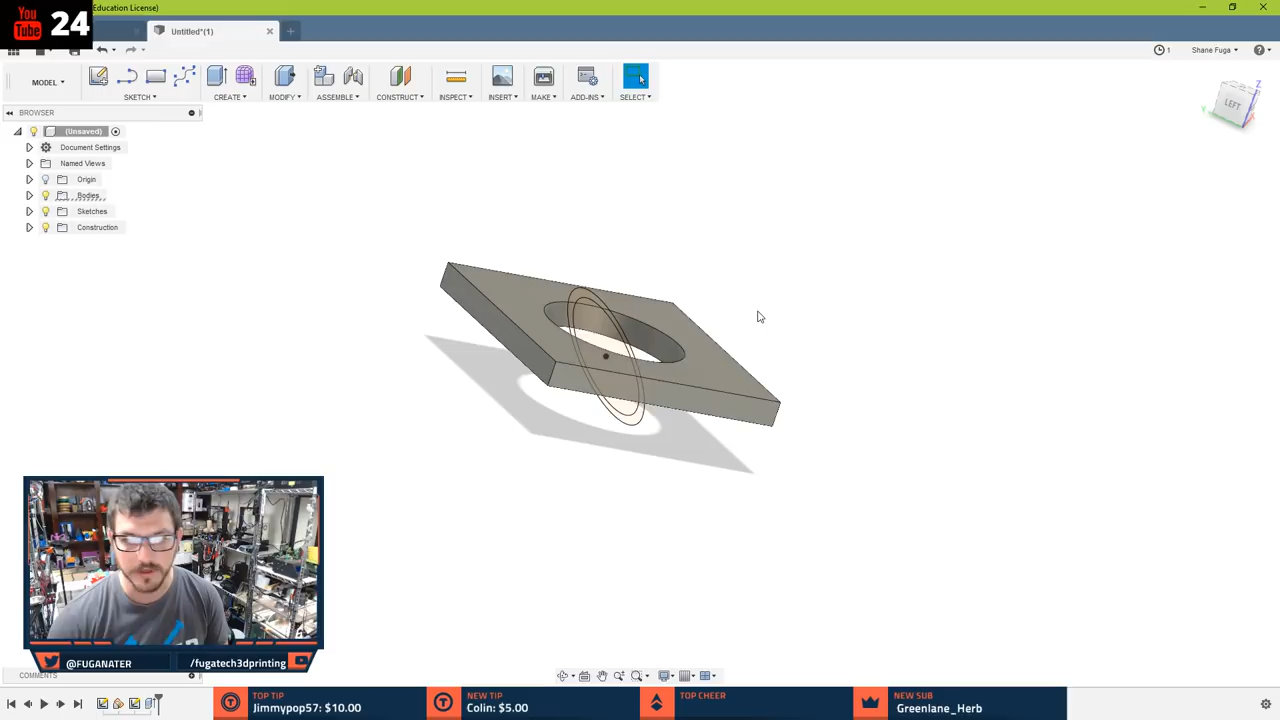 You Tube 24
Education License)
Untitled*(1)
1 Shane Fuga
MODEL
SKETCH CREATE MODIFY ASSEMBLE CONSTRUCT INSPECT INSERT MAKE ADD-INS SELECT
BROWSER
(Unsaved)
Document Settings
Named Views
Origin
Bodies
Sketches
Construction
LEFT
Z
Y
X
@FUGANATER
/fugatech3dprinting
COMMENTS
TOP TIP
Jimmypop57: $10.00
NEW TIP
Colin: $5.00
TOP CHEER
NEW SUB
Greenlane_Herb